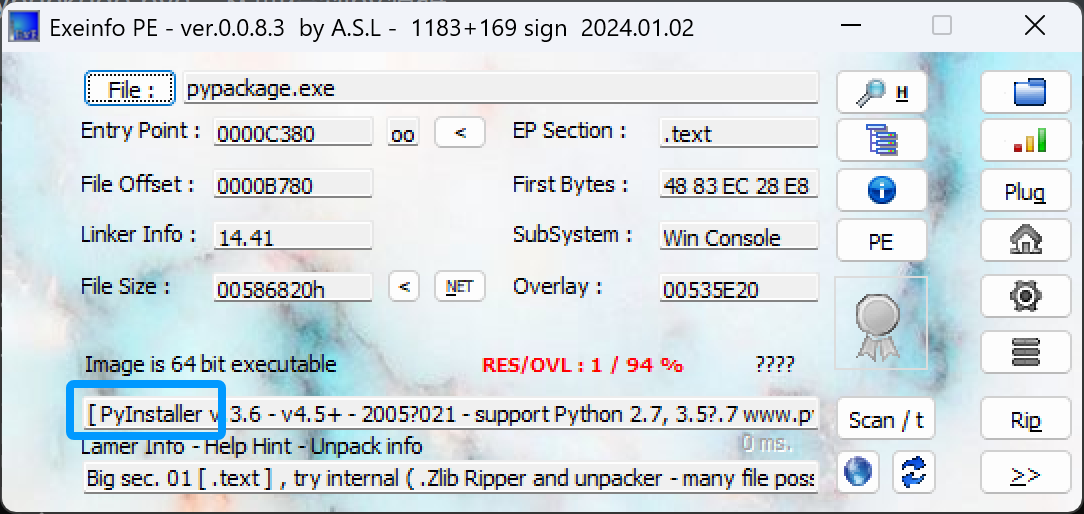 Exeinfo PE - ver.0.0.8.3 by A.S.L - 1183+169 sign 2024.01.02
File : pypackage.exe H
Entry Point : 0000C380 oo < EP Section : .text
File Offset : 0000B780 First Bytes : 48 83 EC 28 E8 Plug
Linker Info : 14.41 SubSystem : Win Console PE
File Size : 00586820h < NET Overlay : 00535E20
Image is 64 bit executable RES/OVL : 1 / 94 % ????
[ PyInstaller v 3.6 - v4.5+ - 2005?021 - support Python 2.7, 3.5?.7 www.py Scan / t Rip
Lamer Info - Help Hint - Unpack info 0 ms.
Big sec. 01 [ .text ] , try internal ( .Zlib Ripper and unpacker - many file poss >>